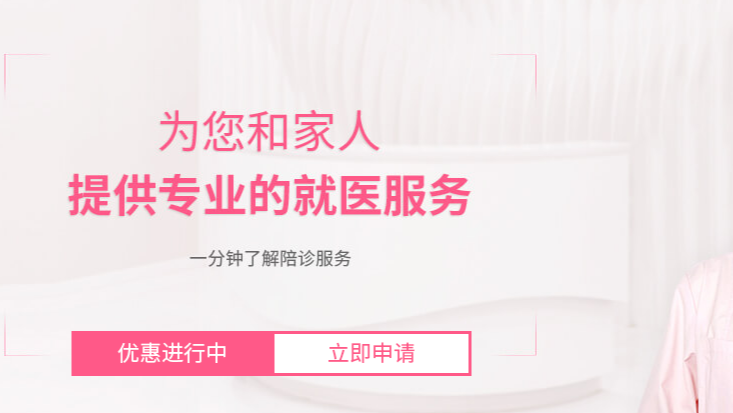 为您和家人
提供专业的就医服务
一分钟了解陪诊服务
优惠进行中
立即申请